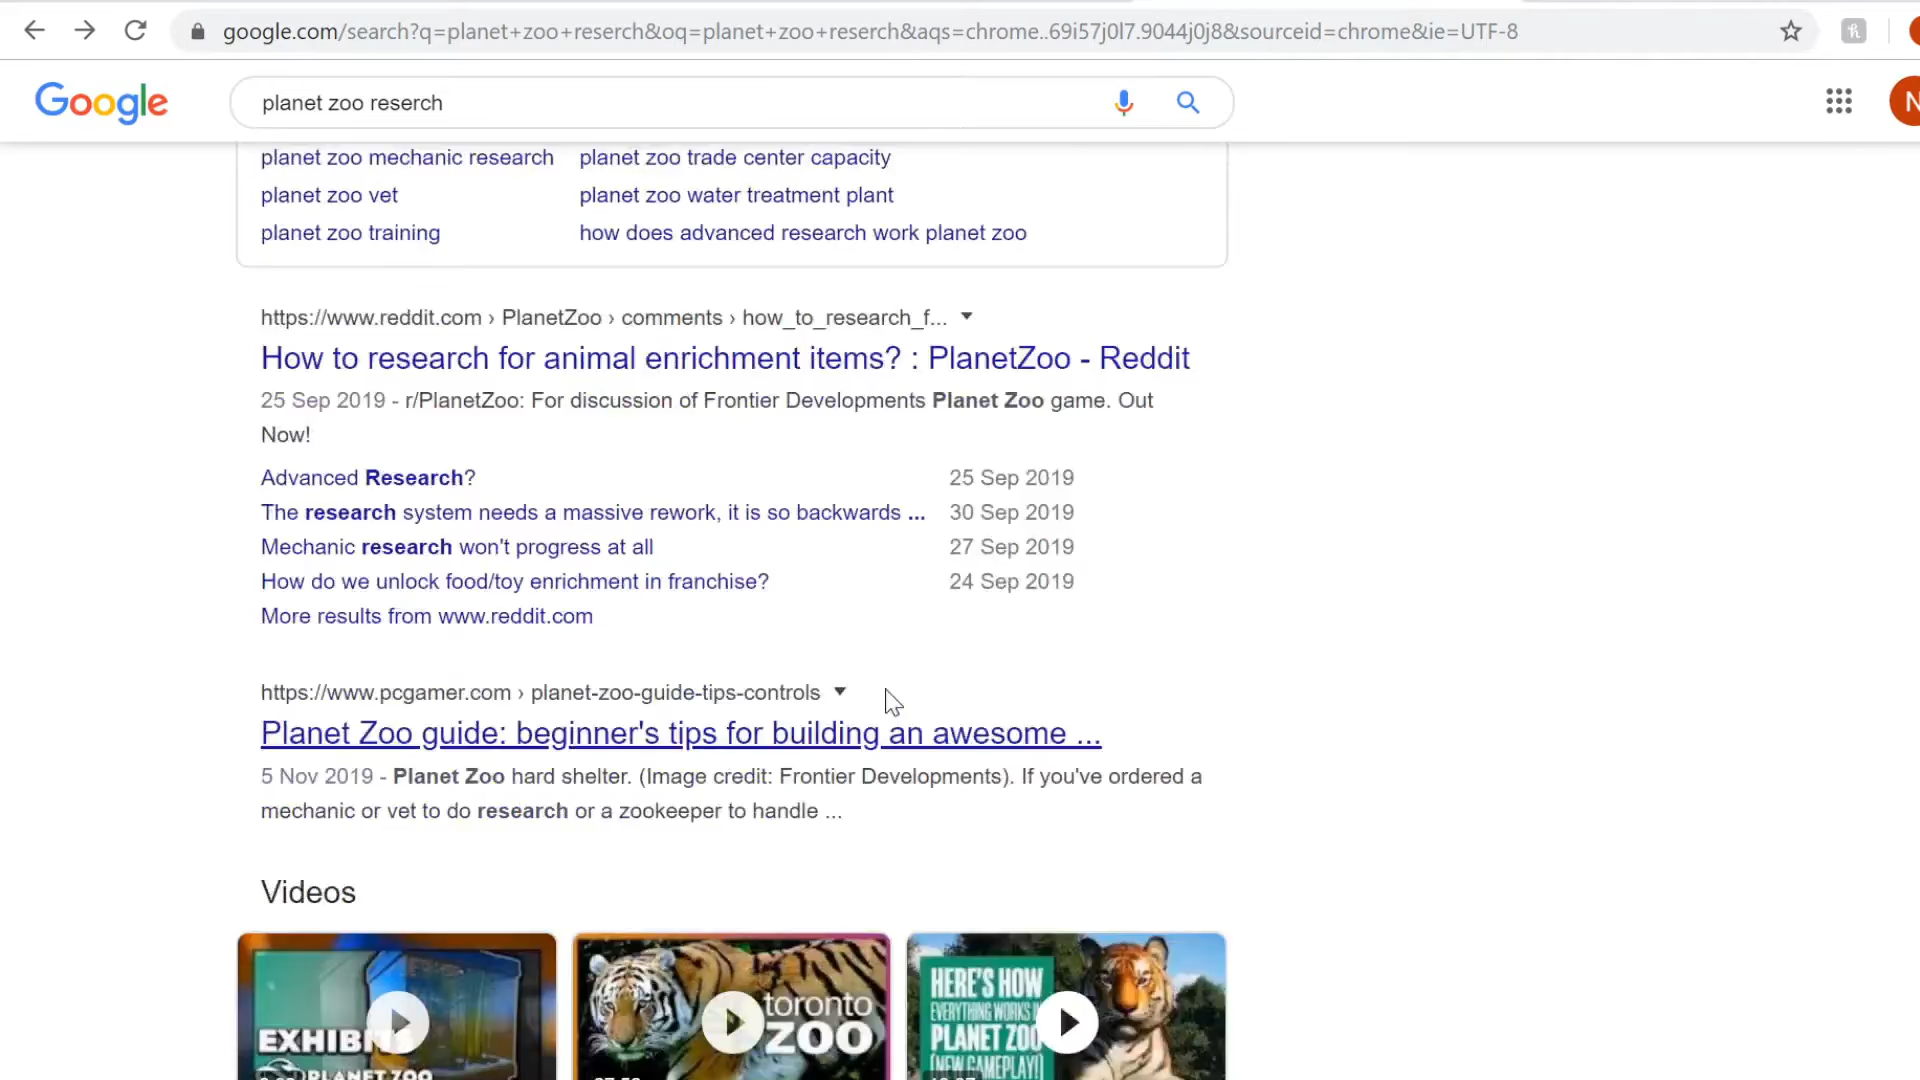 google.com/search?q=planet+zoo+reserch&oq=planet+zoo+reserch&aqs=chrome..69i57j0l7.9044j0j8&sourceid=chrome&ie=UTF-8
Google
planet zoo reserch
N
planet zoo mechanic research planet zoo trade center capacity
planet zoo vet planet zoo water treatment plant
planet zoo training how does advanced research work planet zoo
https://www.reddit.com › PlanetZoo › comments › how_to_research_f...
How to research for animal enrichment items? : PlanetZoo - Reddit
25 Sep 2019 - r/PlanetZoo: For discussion of Frontier Developments Planet Zoo game. Out
Now!
Advanced Research? 25 Sep 2019
The research system needs a massive rework, it is so backwards ... 30 Sep 2019
Mechanic research won't progress at all 27 Sep 2019
How do we unlock food/toy enrichment in franchise? 24 Sep 2019
More results from www.reddit.com
https://www.pcgamer.com › planet-zoo-guide-tips-controls
Planet Zoo guide: beginner's tips for building an awesome ...
5 Nov 2019 - Planet Zoo hard shelter. (Image credit: Frontier Developments). If you've ordered a
mechanic or vet to do research or a zookeeper to handle ...
Videos
PLANET ZOO
toronto
ZOO
HERE'S HOW
EVERYTHING WORKS
PLANET ZOO
(NEW GAMEPLAY!)